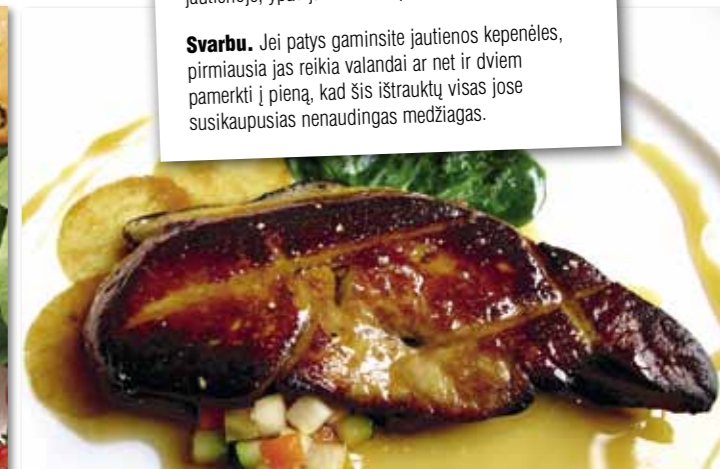 Svarbu. Jei patys gaminsite jautienos kepenėles,
pirmiausia jas reikia valandai ar net ir dviem
pamerkti į pieną, kad šis ištrauktų visas jose
susikaupusias nenaudingas medžiagas.